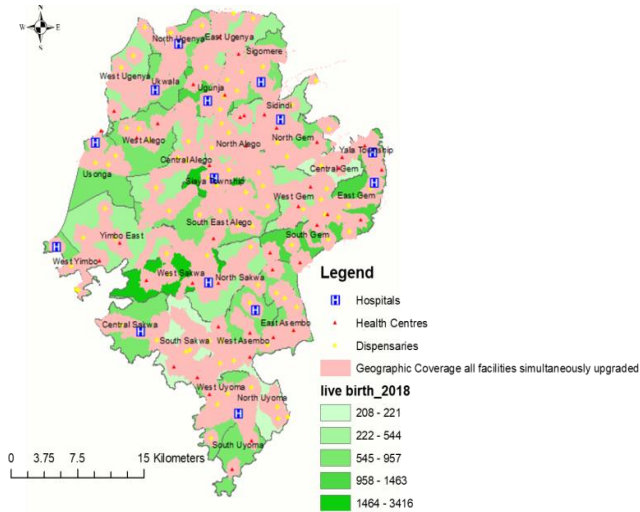 N
W E
S
North Ugenya
East Ugenya
Sigomere
West Ugenya
Ukwala
Ugunja
Sidindi
West Alego
North Alego
North Gem
Yala Township
Central Alego
Central Gem
Usonga
Siaya Township
West Gem
East Gem
South East Alego
Yimbo East
South Gem
West Yimbo
West Sakwa
North Sakwa
Central Sakwa
South Sakwa
West Asembo
East Asembo
West Uyoma
North Uyoma
South Uyoma
H
H
H
H
H
H
H
H
H
H
H
H
H
H
Legend
H Hospitals
Health Centres
Dispensaries
Geographic Coverage all facilities simultaneously upgraded
live birth_2018
208 - 221
222 - 544
545 - 957
958 - 1463
1464 - 3416
0 3.75 7.5 15 Kilometers